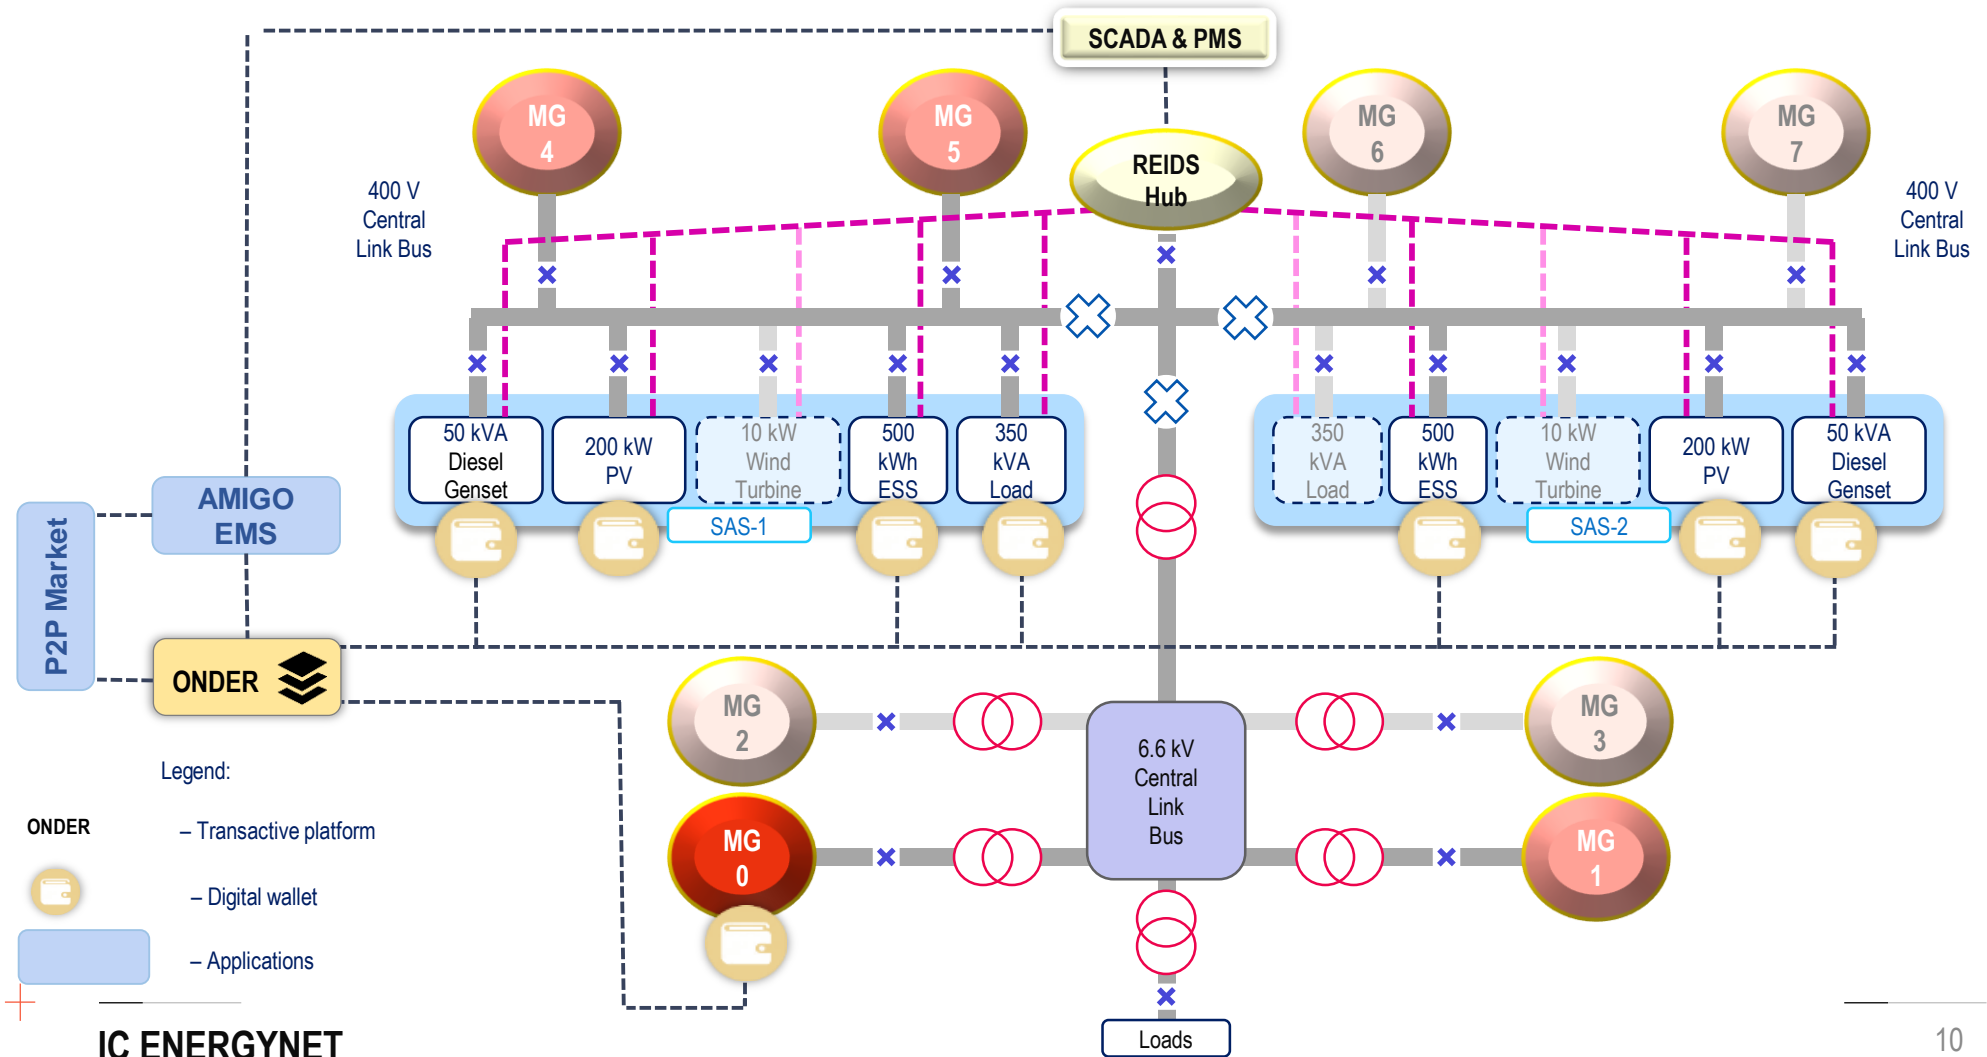 SCADA & PMS
MG
4
MG
5
MG
6
MG
7
REIDS
Hub
400 V
Central
Link Bus
400 V
Central
Link Bus
50 kVA
Diesel
Genset
200 kW
PV
10 kW
Wind
Turbine
500
kWh
ESS
350
kVA
Load
SAS-1
350
kVA
Load
500
kWh
ESS
10 kW
Wind
Turbine
200 kW
PV
50 kVA
Diesel
Genset
SAS-2
AMIGO
EMS
P2P Market
ONDER
MG
2
MG
3
6.6 kV
Central
Link
Bus
MG
0
MG
1
Loads
Legend:
ONDER – Transactive platform
– Digital wallet
– Applications
IC ENERGYNET
10